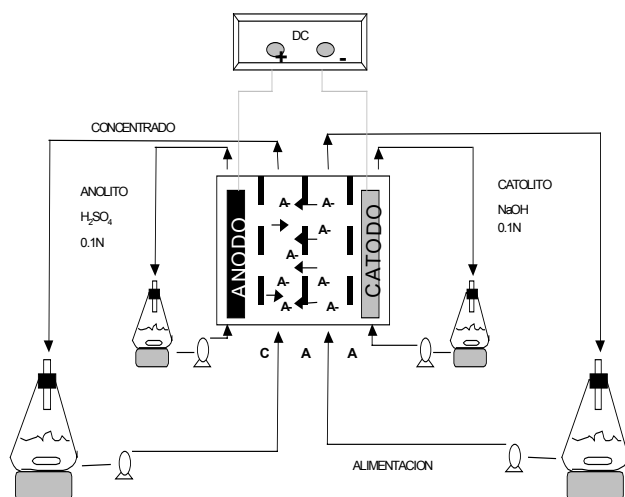 DC
+ -
CONCENTRADO
ANOLITO
H2SO4
0.1N
CATOLITO
NaOH
0.1N
ANODO
CATODO
A- A-
A-
A- A-
A-
A- A-
A- A-
C A A
ALIMENTACION